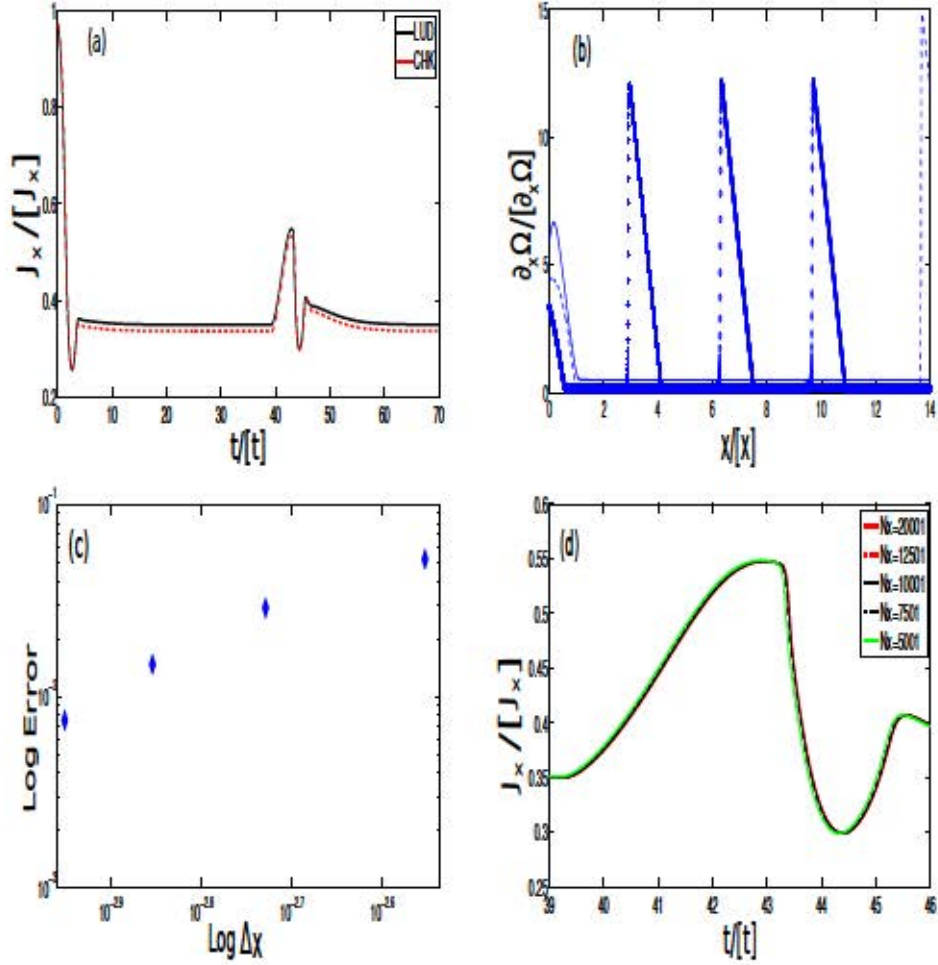 (a)
LUD
CHK
1
0.8
0.6
0.4
0.2
0 10 20 30 40 50 60 70
J_x/[J_x]
t/[t]
(b)
15
10
5
0
0 2 4 6 8 10 12 14
∂_xΩ/[∂_xΩ]
x/[x]
(c)
10^-1
Log Error
10^-2.9 10^-2.8 10^-2.7 10^-2.6
Log Δx
(d)
Nx=20001
Nx=12501
Nx=10001
Nx=7501
Nx=5001
0.6
0.55
0.5
0.45
0.4
0.35
0.3
0.25
39 40 41 42 43 44 45 46
J_x/[J_x]
t/[t]